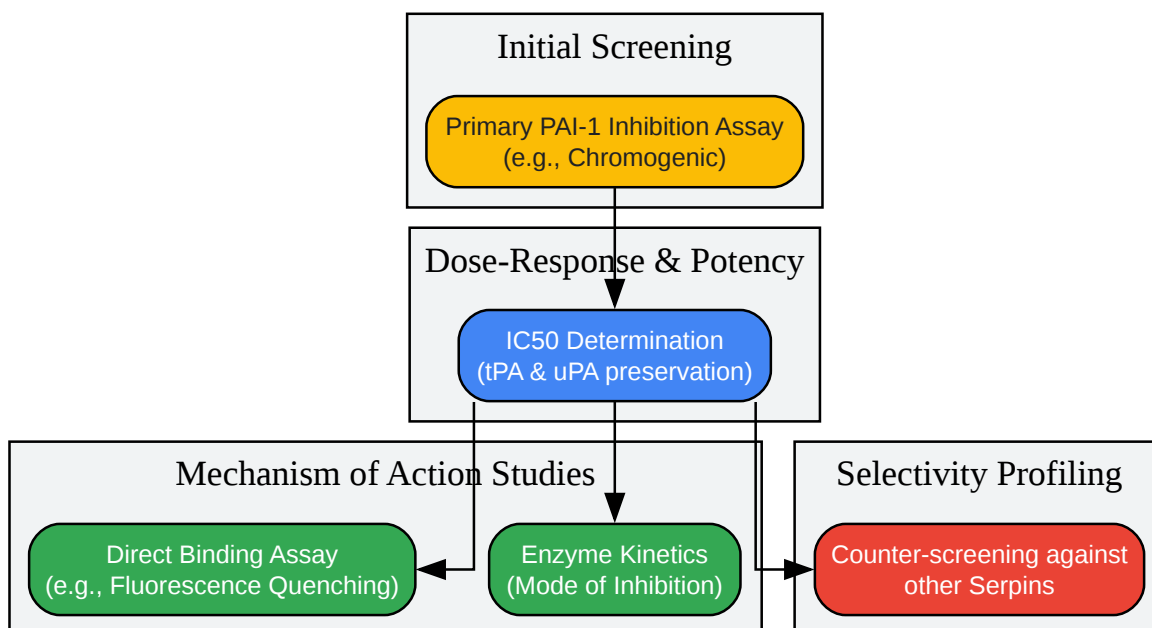 Initial Screening
Primary PAI-1 Inhibition Assay
(e.g., Chromogenic)
Dose-Response & Potency
IC50 Determination
(tPA & uPA preservation)
Mechanism of Action Studies
Direct Binding Assay
(e.g., Fluorescence Quenching)
Enzyme Kinetics
(Mode of Inhibition)
Selectivity Profiling
Counter-screening against
other Serpins